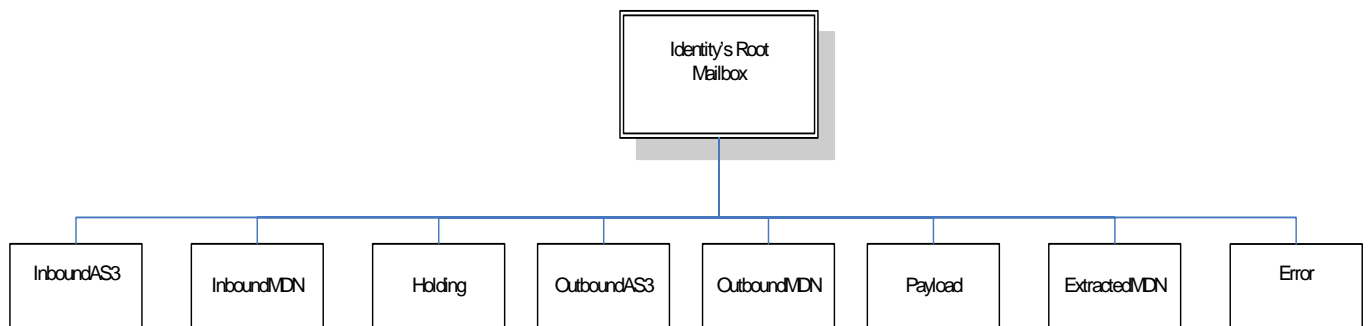 Identity's Root
Mailbox
InboundAS3
InboundMDN
Holding
OutboundAS3
OutboundMDN
Payload
ExtractedMDN
Error